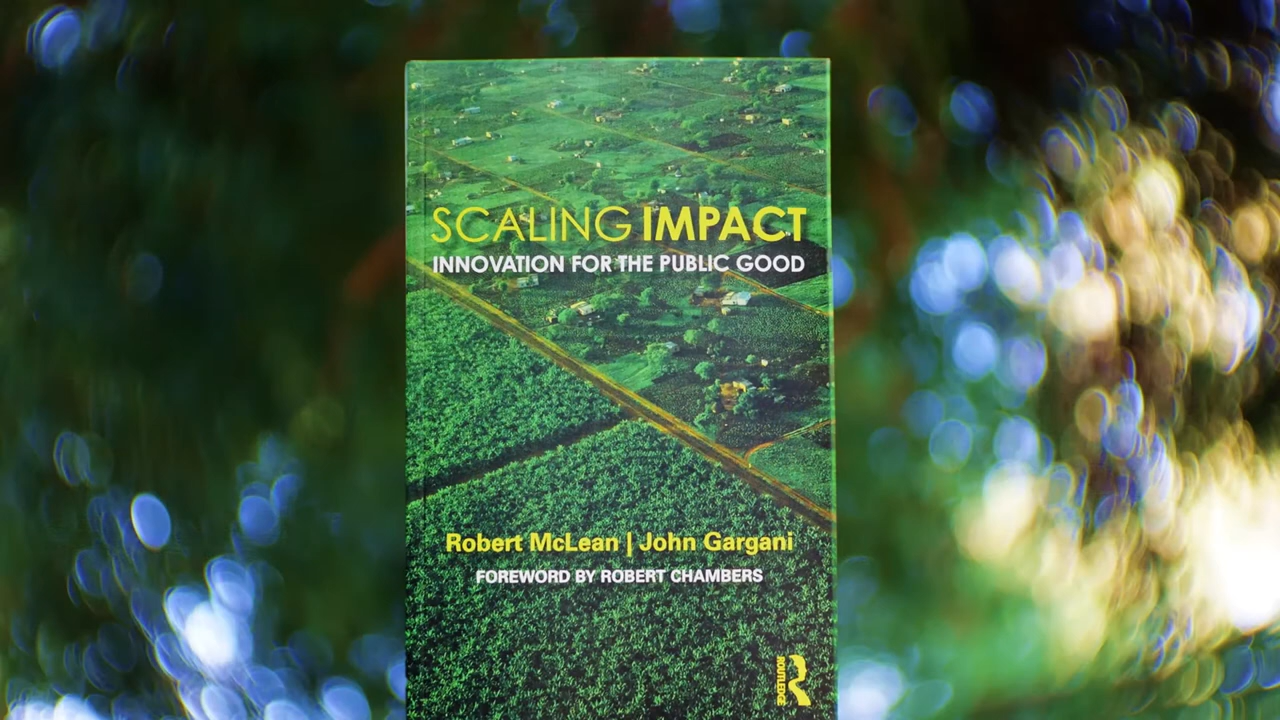 SCALING IMPACT
INNOVATION FOR THE PUBLIC GOOD
Robert McLean | John Gargani
FOREWORD BY ROBERT CHAMBERS
ROUTLEDGE